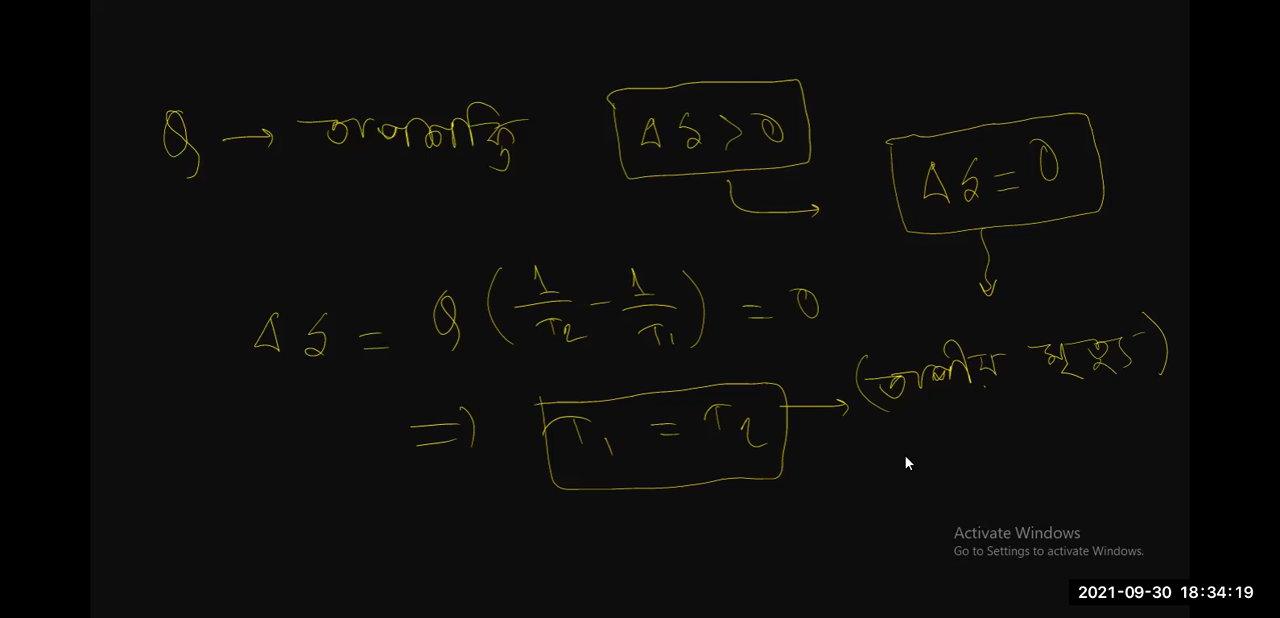 Q → তাপশক্তি ΔS > 0
ΔS = 0
ΔS = Q (1/T₂ − 1/T₁) = 0
(তাপীয় মৃত্যু)
⇒ T₁ = T₂ →
Activate Windows
Go to Settings to activate Windows.
2021-09-30 18:34:19